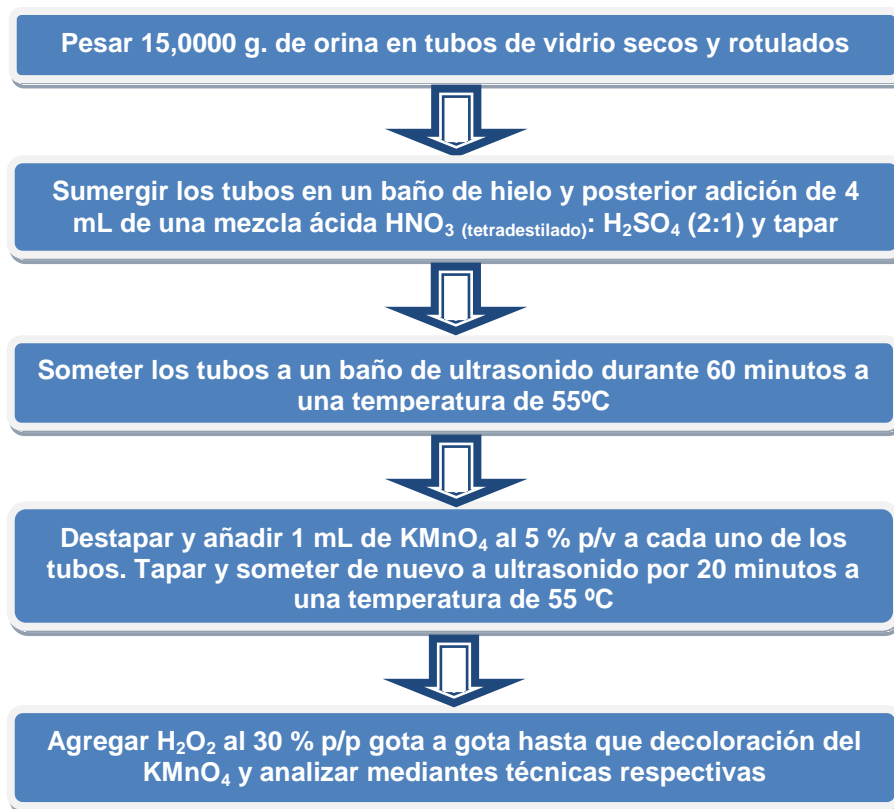 Pesar 15,0000 g. de orina en tubos de vidrio secos y rotulados
Sumergir los tubos en un baño de hielo y posterior adición de 4
mL de una mezcla ácida HNO₃ (tetradestilado): H₂SO₄ (2:1) y tapar
Someter los tubos a un baño de ultrasonido durante 60 minutos a
una temperatura de 55ºC
Destapar y añadir 1 mL de KMnO₄ al 5 % p/v a cada uno de los
tubos. Tapar y someter de nuevo a ultrasonido por 20 minutos a
una temperatura de 55 ºC
Agregar H₂O₂ al 30 % p/p gota a gota hasta que decoloración del
KMnO₄ y analizar mediantes técnicas respectivas